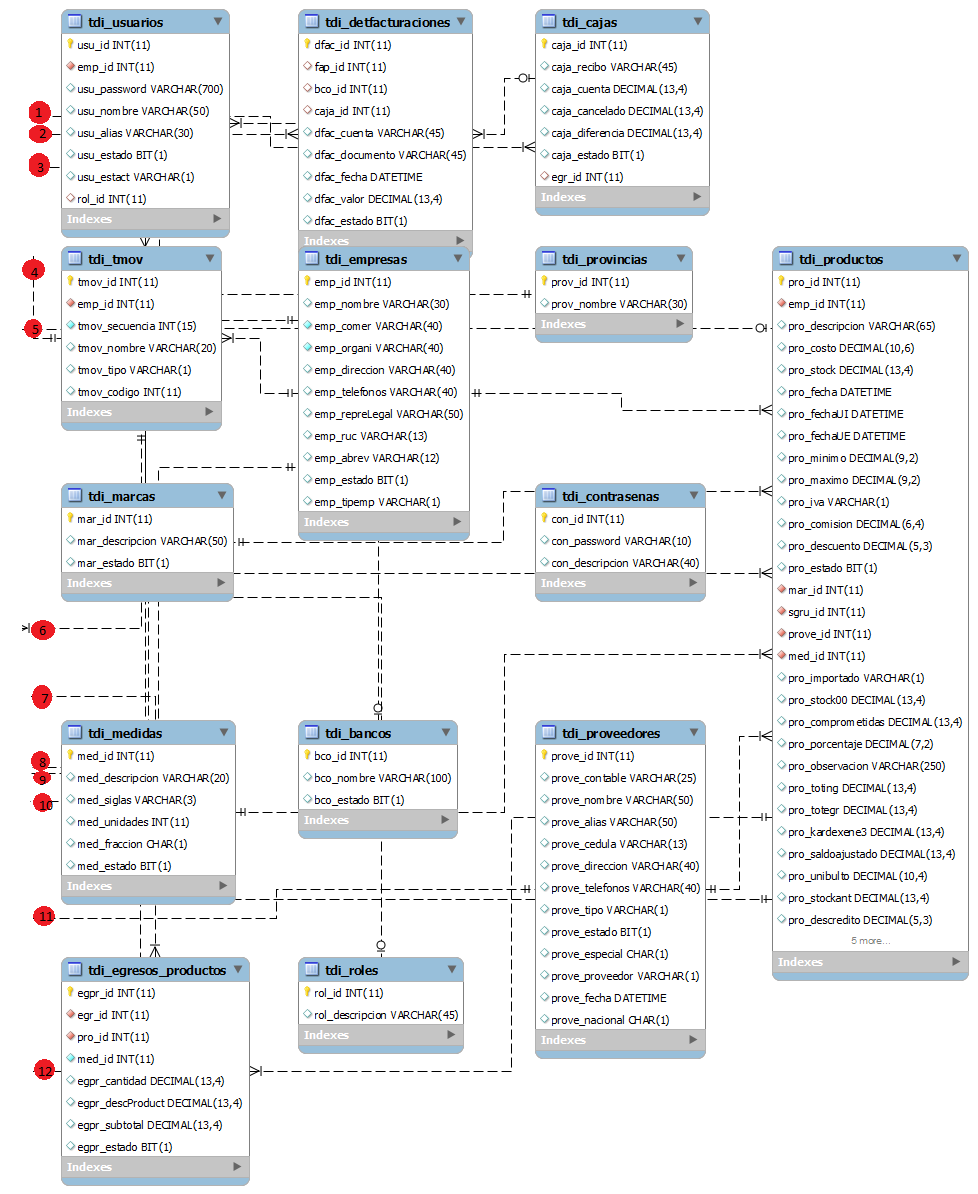 tdi_usuarios
usu_id INT(11)
emp_id INT(11)
usu_password VARCHAR(700)
usu_nombre VARCHAR(50)
usu_alias VARCHAR(30)
usu_estado BIT(1)
usu_estact VARCHAR(1)
rol_id INT(11)
Indexes
tdi_detfacturaciones
dfac_id INT(11)
fap_id INT(11)
bco_id INT(11)
caja_id INT(11)
dfac_cuenta VARCHAR(45)
dfac_documento VARCHAR(45)
dfac_fecha DATETIME
dfac_valor DECIMAL(13,4)
dfac_estado BIT(1)
Indexes
tdi_cajas
caja_id INT(11)
caja_recibo VARCHAR(45)
caja_cuenta DECIMAL(13,4)
caja_cancelado DECIMAL(13,4)
caja_diferencia DECIMAL(13,4)
caja_estado BIT(1)
egr_id INT(11)
Indexes
1
2
3
tdi_tmov
tmov_id INT(11)
emp_id INT(11)
tmov_secuencia INT(15)
tmov_nombre VARCHAR(20)
tmov_tipo VARCHAR(1)
tmov_codigo INT(11)
Indexes
tdi_empresas
emp_id INT(11)
emp_nombre VARCHAR(30)
emp_comer VARCHAR(40)
emp_organi VARCHAR(40)
emp_direccion VARCHAR(40)
emp_telefonos VARCHAR(40)
emp_repreLegal VARCHAR(50)
emp_ruc VARCHAR(13)
emp_abrev VARCHAR(12)
emp_estado BIT(1)
emp_tipemp VARCHAR(1)
Indexes
tdi_provincias
prov_id INT(11)
prov_nombre VARCHAR(30)
Indexes
tdi_productos
pro_id INT(11)
emp_id INT(11)
pro_descripcion VARCHAR(65)
pro_costo DECIMAL(10,6)
pro_stock DECIMAL(13,4)
pro_fecha DATETIME
pro_fechaUI DATETIME
pro_fechaUE DATETIME
pro_minimo DECIMAL(9,2)
pro_maximo DECIMAL(9,2)
pro_iva VARCHAR(1)
pro_comision DECIMAL(6,4)
pro_descuento DECIMAL(5,3)
pro_estado BIT(1)
mar_id INT(11)
sgru_id INT(11)
prove_id INT(11)
med_id INT(11)
pro_importado VARCHAR(1)
pro_stock00 DECIMAL(13,4)
pro_comprometidas DECIMAL(13,4)
pro_porcentaje DECIMAL(7,2)
pro_observacion VARCHAR(250)
pro_toting DECIMAL(13,4)
pro_totegr DECIMAL(13,4)
pro_kardexene3 DECIMAL(13,4)
pro_saldoajustado DECIMAL(13,4)
pro_unibulto DECIMAL(10,4)
pro_stockant DECIMAL(13,4)
pro_descredito DECIMAL(5,3)
5 more...
Indexes
4
5
tdi_marcas
mar_id INT(11)
mar_descripcion VARCHAR(50)
mar_estado BIT(1)
Indexes
tdi_contrasenas
con_id INT(11)
con_password VARCHAR(10)
con_descripcion VARCHAR(40)
Indexes
6
7
tdi_medidas
med_id INT(11)
med_descripcion VARCHAR(20)
med_siglas VARCHAR(3)
med_unidades INT(11)
med_fraccion CHAR(1)
med_estado BIT(1)
Indexes
tdi_bancos
bco_id INT(11)
bco_nombre VARCHAR(100)
bco_estado BIT(1)
Indexes
tdi_proveedores
prove_id INT(11)
prove_contable VARCHAR(25)
prove_nombre VARCHAR(50)
prove_alias VARCHAR(50)
prove_cedula VARCHAR(13)
prove_direccion VARCHAR(40)
prove_telefonos VARCHAR(40)
prove_tipo VARCHAR(1)
prove_estado BIT(1)
prove_especial CHAR(1)
prove_proveedor VARCHAR(1)
prove_fecha DATETIME
prove_nacional CHAR(1)
Indexes
8
9
10
11
tdi_egresos_productos
egpr_id INT(11)
egr_id INT(11)
pro_id INT(11)
med_id INT(11)
egpr_cantidad DECIMAL(13,4)
egpr_descProduct DECIMAL(13,4)
egpr_subtotal DECIMAL(13,4)
egpr_estado BIT(1)
Indexes
tdi_roles
rol_id INT(11)
rol_descripcion VARCHAR(45)
Indexes
12